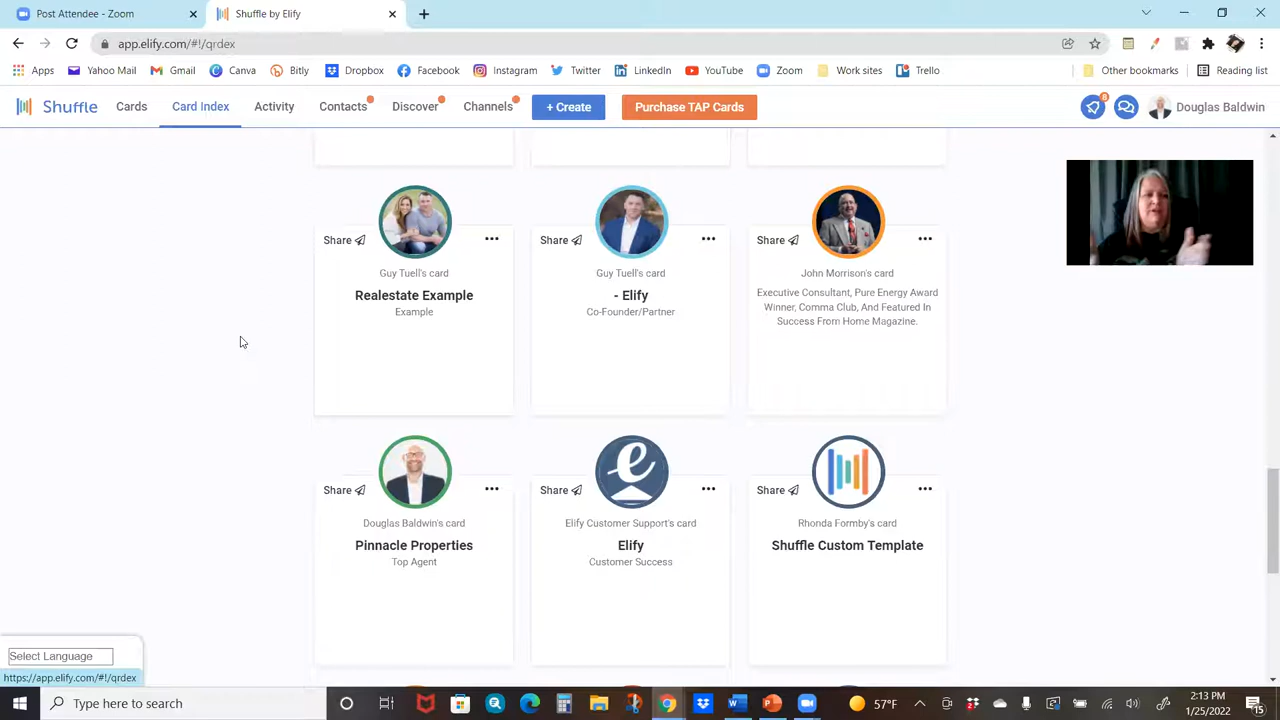 Post Attendee - Zoom
Shuffle by Elify
app.elify.com/#!/qrdex
Apps
Yahoo Mail
Gmail
Canva
Bitly
Dropbox
Facebook
Instagram
Twitter
LinkedIn
YouTube
Zoom
Work sites
Trello
Other bookmarks
Reading list
Shuffle
Cards
Card Index
Activity
Contacts
Discover
Channels
+ Create
Purchase TAP Cards
8
Douglas Baldwin
Share
Guy Tuell's card
Realestate Example
Example
Share
Guy Tuell's card
- Elify
Co-Founder/Partner
Share
John Morrison's card
Executive Consultant, Pure Energy Award
Winner, Comma Club, And Featured In
Success From Home Magazine.
Share
Douglas Baldwin's card
Pinnacle Properties
Top Agent
Share
e
Elify Customer Support's card
Elify
Customer Success
Share
Rhonda Formby's card
Shuffle Custom Template
Select Language
https://app.elify.com/#!/qrdex
Type here to search
57°F
2:13 PM
1/25/2022
15